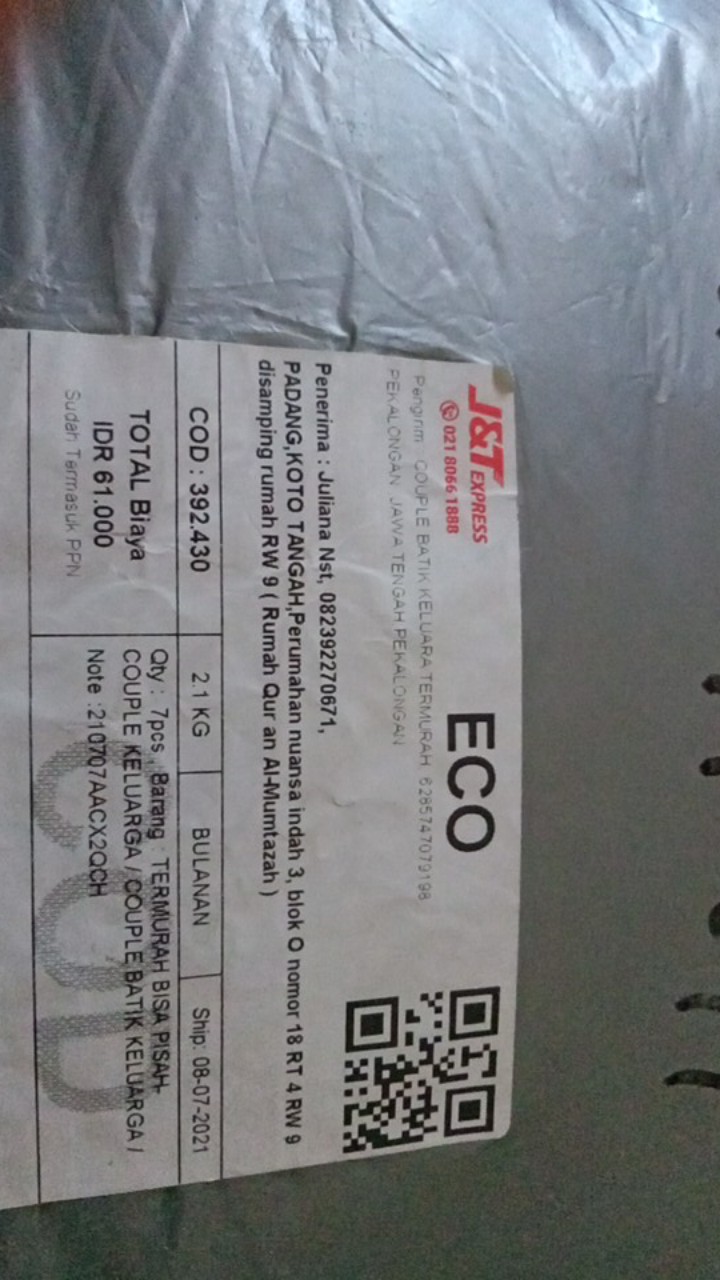 J&T EXPRESS
021 8066 1888
ECO
Pengirim : COUPLE BATIK KELUARA TERMURAH 6285747079198
PEKALONGAN JAWA TENGAH PEKALONGAN
Penerima : Juliana Nst, 082392270671,
PADANG,KOTO TANGAH,Perumahan nuansa indah 3, blok O nomor 18 RT 4 RW 9
disamping rumah RW 9 ( Rumah Qur an Al-Mumtazah )
COD : 392.430
2.1 KG
BULANAN
Ship: 08-07-2021
TOTAL Biaya
IDR 61.000
Sudah Termasuk PPN
Qty : 7pcs , Barang : TERMURAH BISA PISAH-
COUPLE KELUARGA / COUPLE BATIK KELUARGA /
Note :210707AACX2QCH
COD